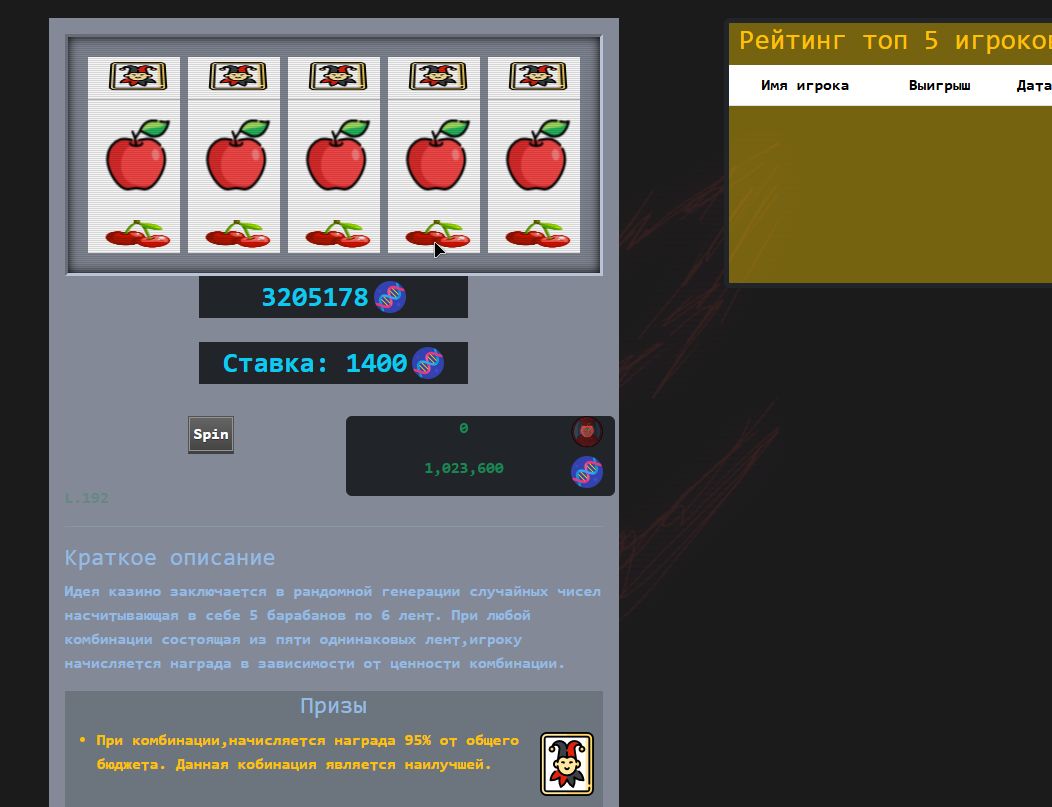 Рейтинг топ 5 игроков
Имя игрока Выигрыш Дата
3205178
Ставка: 1400
Spin
0
1,023,600
L.192
Краткое описание
Идея казино заключается в рандомной генерации случайных чисел
насчитывающая в себе 5 барабанов по 6 лент. При любой
комбинации состоящая из пяти однинаковых лент,игроку
начисляется награда в зависимости от ценности комбинации.
Призы
• При комбинации,начисляется награда 95% от общего
бюджета. Данная кобинация является наилучшей.